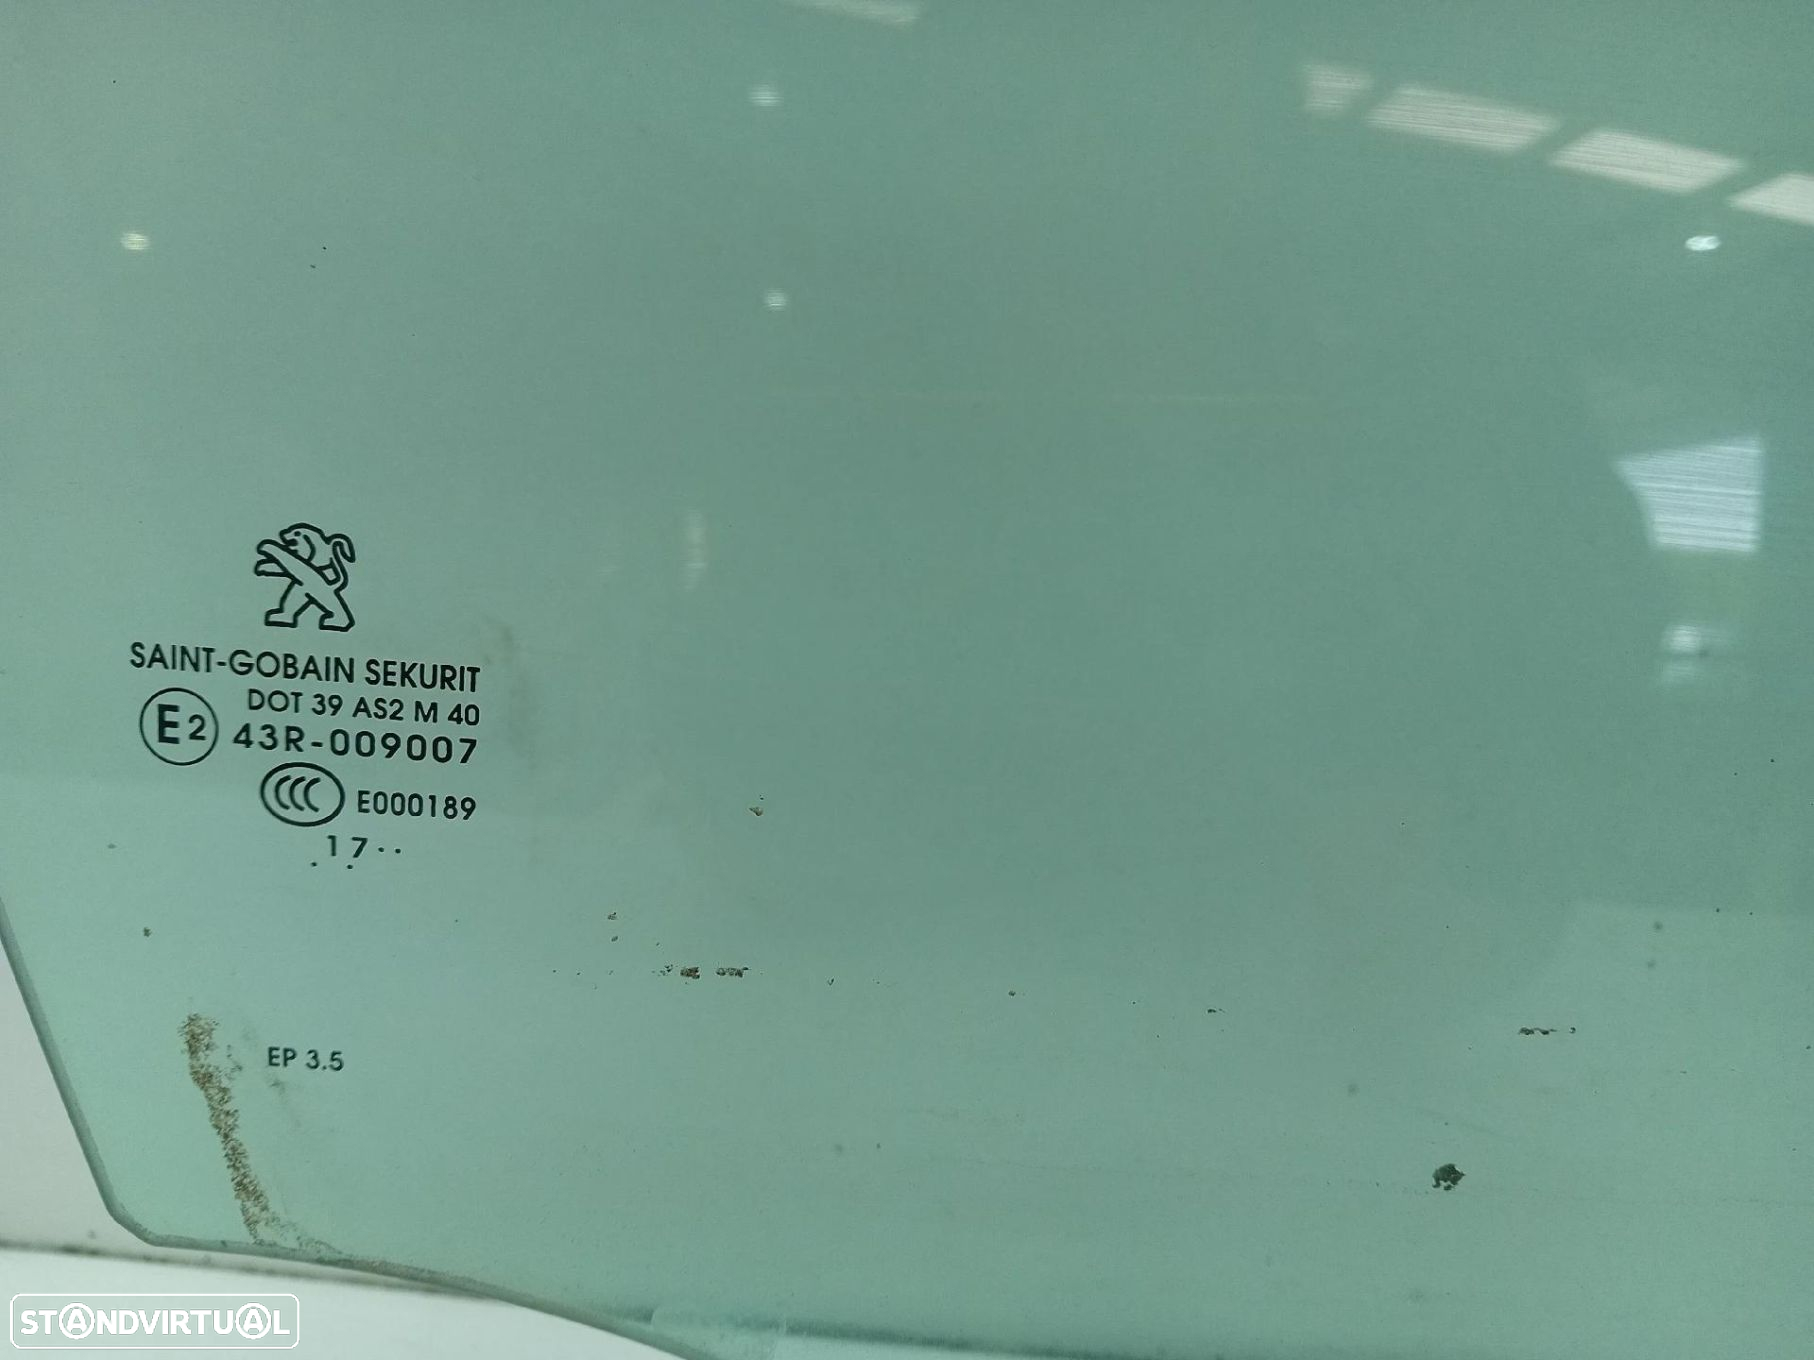 SAINT-GOBAIN SEKURIT
DOT 39 AS2 M 40
E2 43R-009007
CCC E000189
. 17 . . .
EP 3.5
STANDVIRTUAL